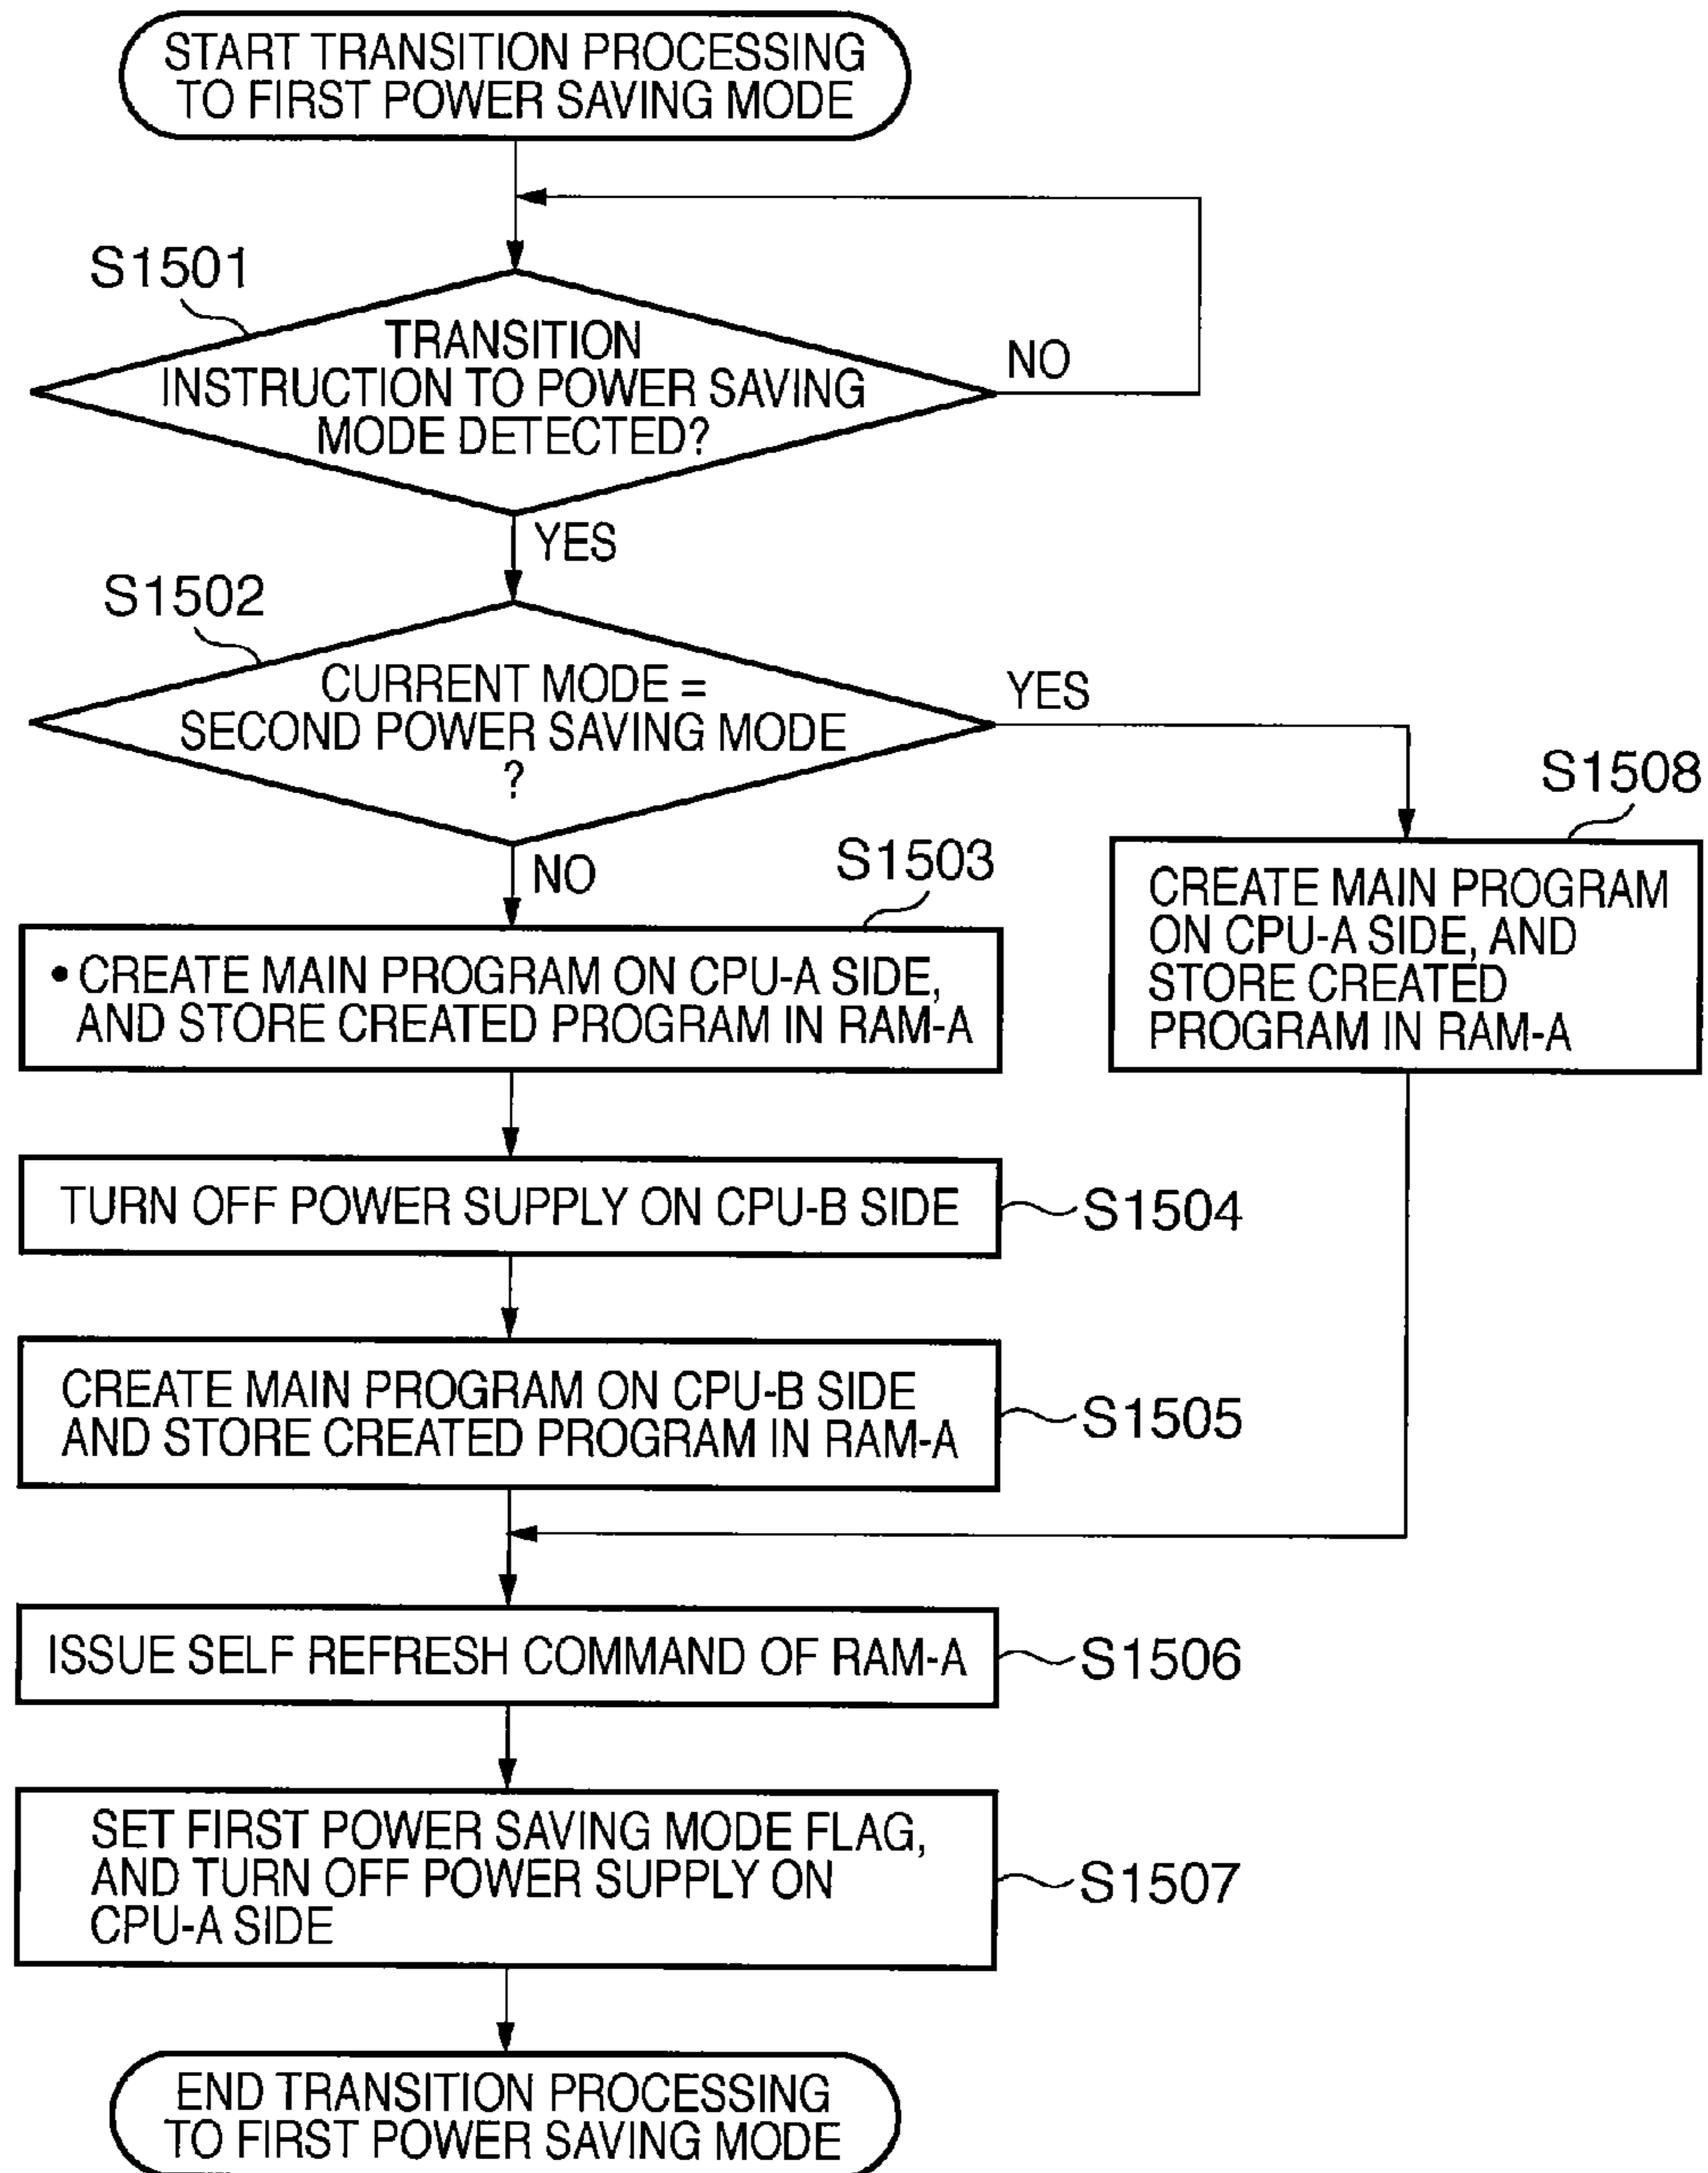 START TRANSITION PROCESSING
TO FIRST POWER SAVING MODE
S1501
TRANSITION
INSTRUCTION TO POWER SAVING
MODE DETECTED?
NO
YES
S1502
CURRENT MODE =
SECOND POWER SAVING MODE
?
YES
NO
S1503
• CREATE MAIN PROGRAM ON CPU-A SIDE,
AND STORE CREATED PROGRAM IN RAM-A
S1508
CREATE MAIN PROGRAM
ON CPU-A SIDE, AND
STORE CREATED
PROGRAM IN RAM-A
TURN OFF POWER SUPPLY ON CPU-B SIDE
S1504
CREATE MAIN PROGRAM ON CPU-B SIDE
AND STORE CREATED PROGRAM IN RAM-A
S1505
ISSUE SELF REFRESH COMMAND OF RAM-A
S1506
SET FIRST POWER SAVING MODE FLAG,
AND TURN OFF POWER SUPPLY ON
CPU-A SIDE
S1507
END TRANSITION PROCESSING
TO FIRST POWER SAVING MODE